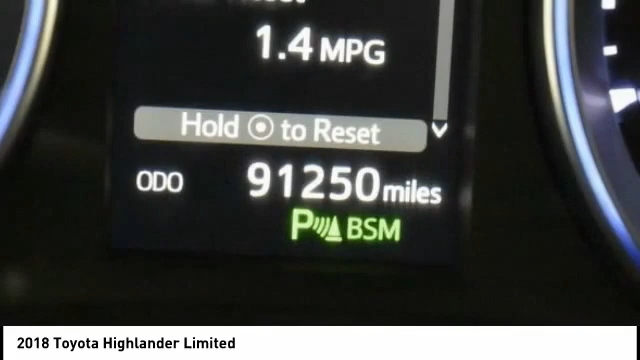 1.4 MPG
Hold to Reset
ODO 91250 miles
P BSM
2018 Toyota Highlander Limited